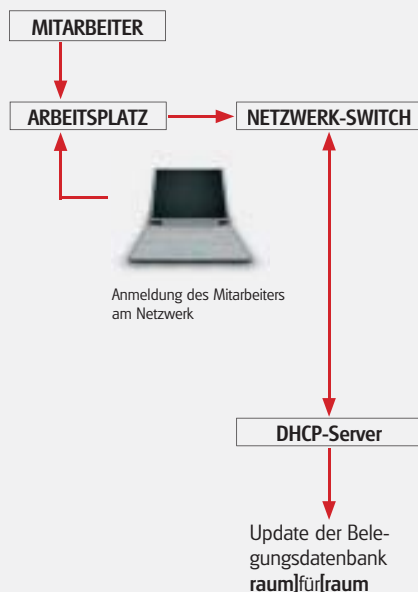 MITARBEITER
ARBEITSPLATZ
NETZWERK-SWITCH
Anmeldung des Mitarbeiters
am Netzwerk
DHCP-Server
Update der Bele-
gungsdatenbank
raum]für[raum